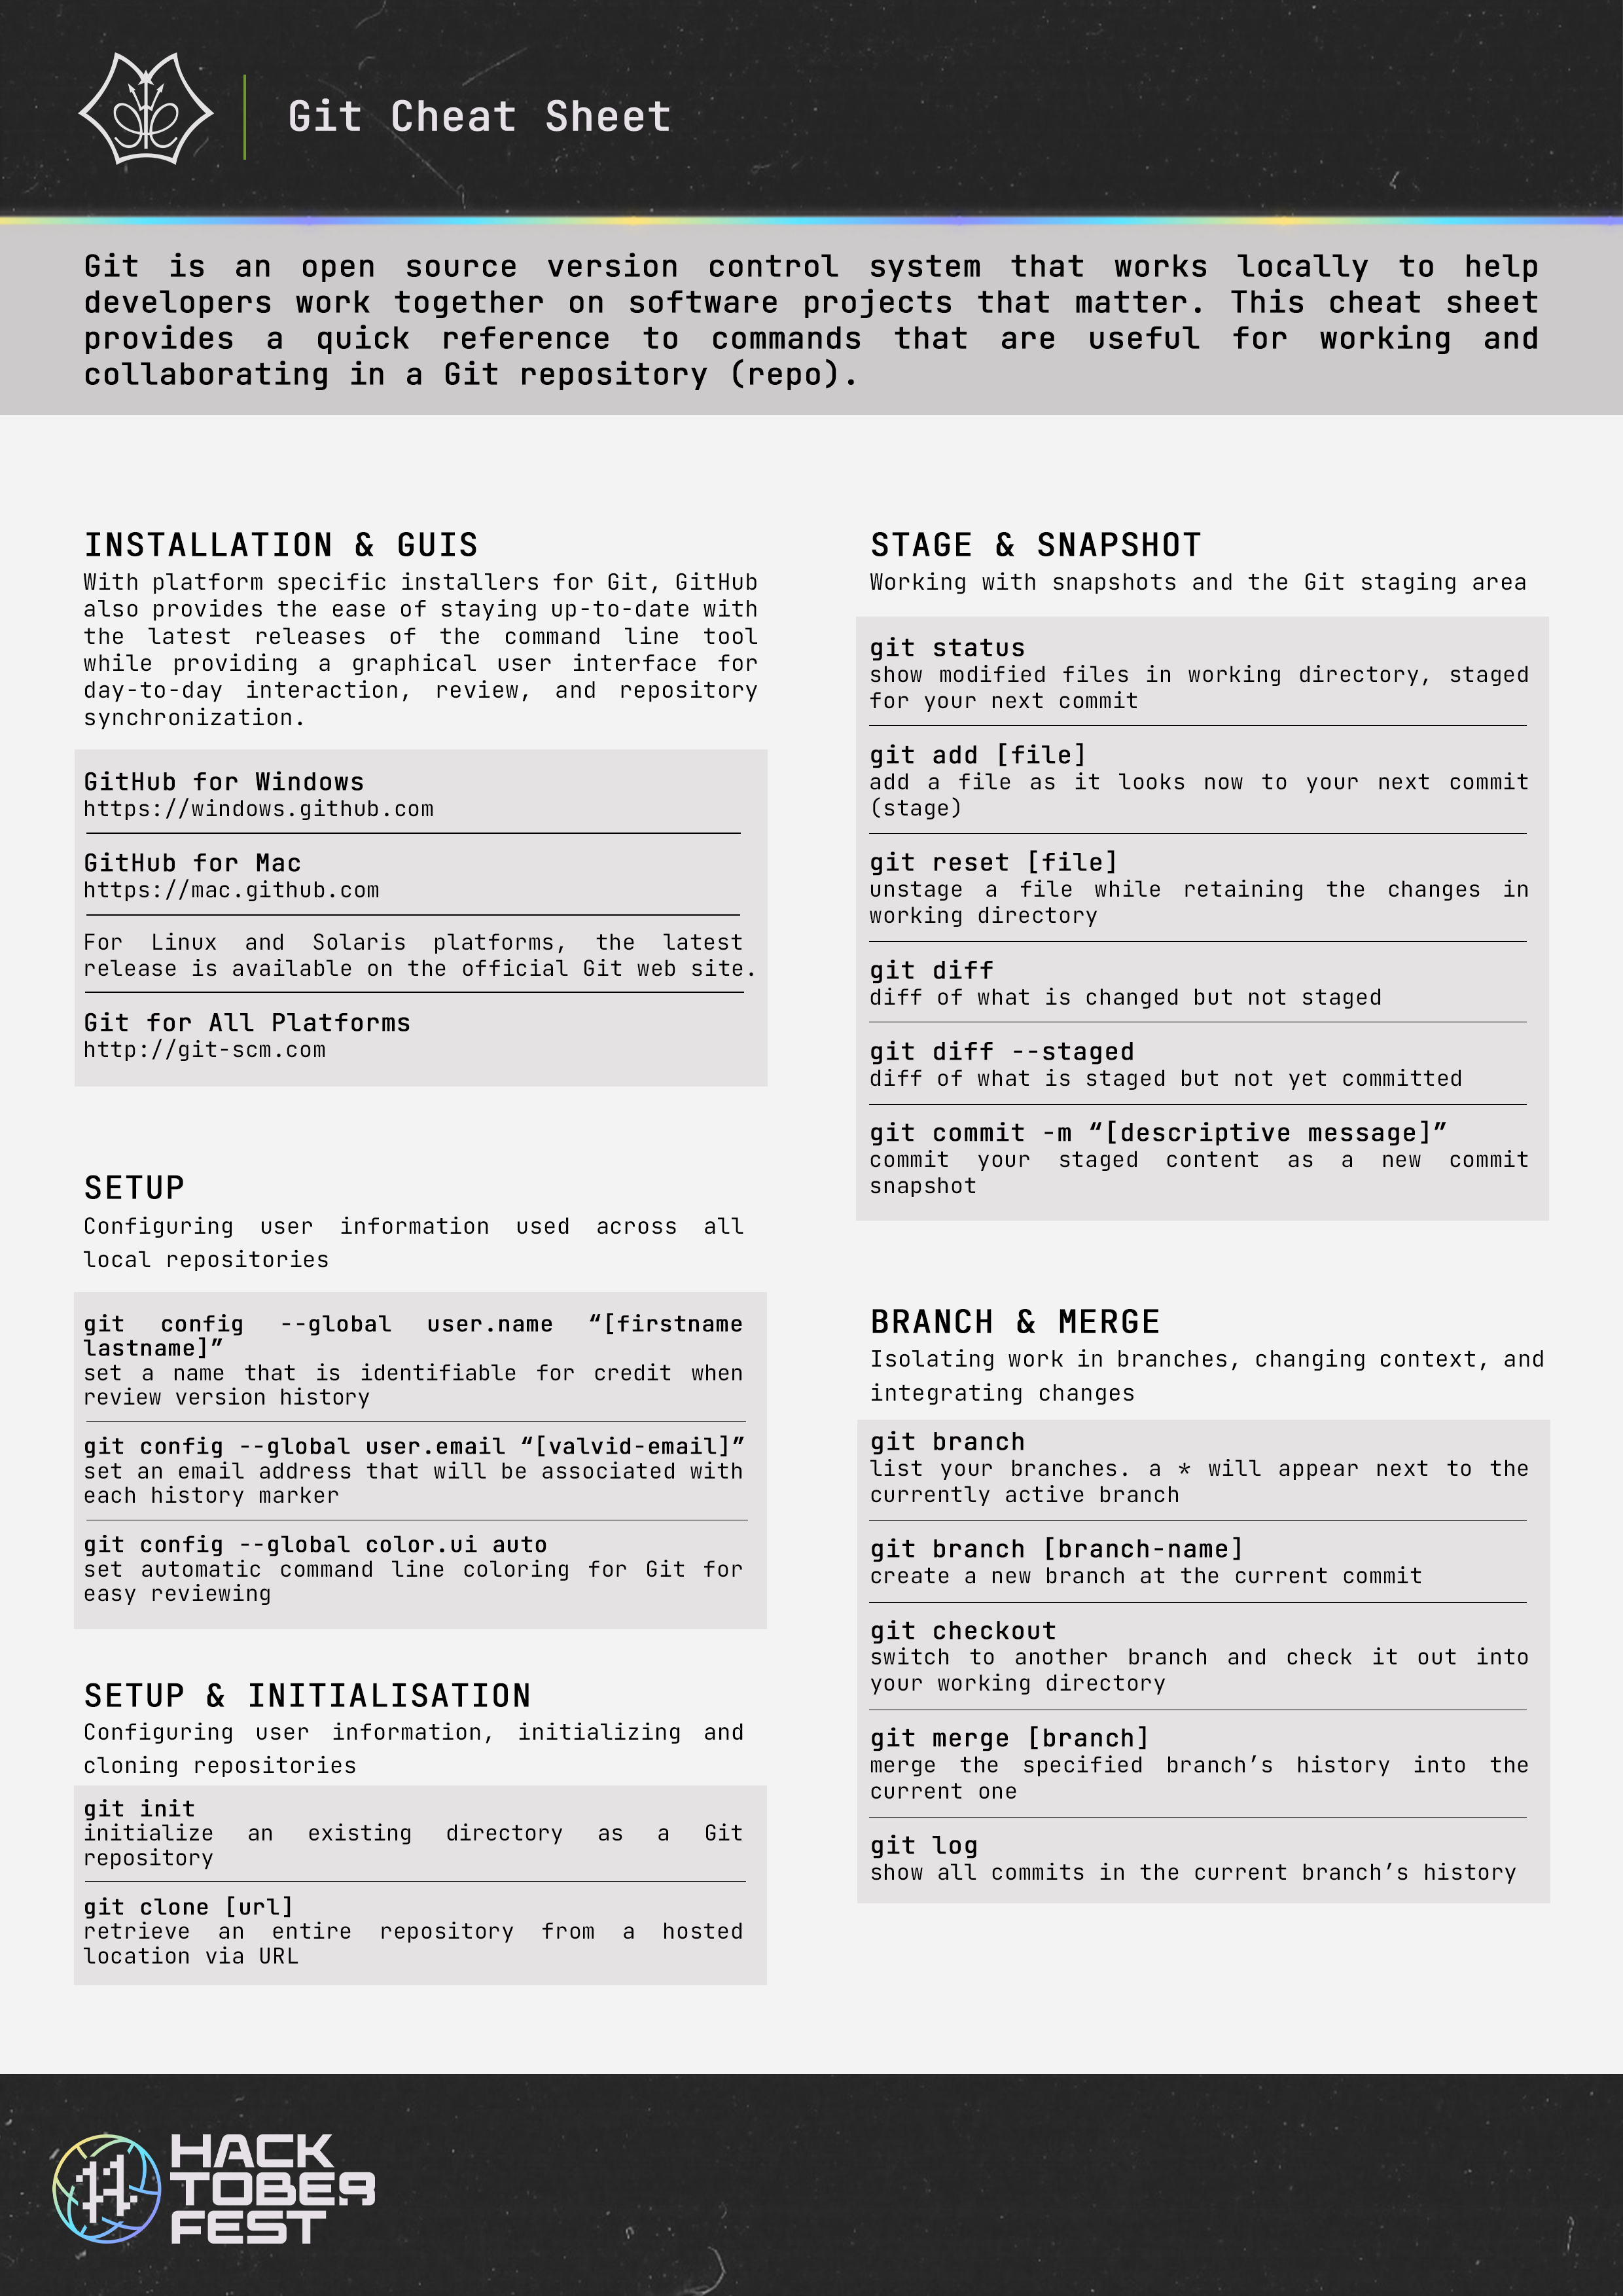 Git Cheat Sheet
Git is an open source version control system that works locally to help
developers work together on software projects that matter. This cheat sheet
provides a quick reference to commands that are useful for working and
collaborating in a Git repository (repo).
INSTALLATION & GUIS
With platform specific installers for Git, GitHub
also provides the ease of staying up-to-date with
the latest releases of the command line tool
while providing a graphical user interface for
day-to-day interaction, review, and repository
synchronization.
GitHub for Windows
https://windows.github.com
GitHub for Mac
https://mac.github.com
For Linux and Solaris platforms, the latest
release is available on the official Git web site.
Git for All Platforms
http://git-scm.com
SETUP
Configuring user information used across all
local repositories
git config --global user.name “[firstname
lastname]”
set a name that is identifiable for credit when
review version history
git config --global user.email “[valvid-email]”
set an email address that will be associated with
each history marker
git config --global color.ui auto
set automatic command line coloring for Git for
easy reviewing
SETUP & INITIALISATION
Configuring user information, initializing and
cloning repositories
git init
initialize an existing directory as a Git
repository
git clone [url]
retrieve an entire repository from a hosted
location via URL
STAGE & SNAPSHOT
Working with snapshots and the Git staging area
git status
show modified files in working directory, staged
for your next commit
git add [file]
add a file as it looks now to your next commit
(stage)
git reset [file]
unstage a file while retaining the changes in
working directory
git diff
diff of what is changed but not staged
git diff --staged
diff of what is staged but not yet committed
git commit -m “[descriptive message]”
commit your staged content as a new commit
snapshot
BRANCH & MERGE
Isolating work in branches, changing context, and
integrating changes
git branch
list your branches. a * will appear next to the
currently active branch
git branch [branch-name]
create a new branch at the current commit
git checkout
switch to another branch and check it out into
your working directory
git merge [branch]
merge the specified branch’s history into the
current one
git log
show all commits in the current branch’s history
11.
HACK
TOBER
FEST